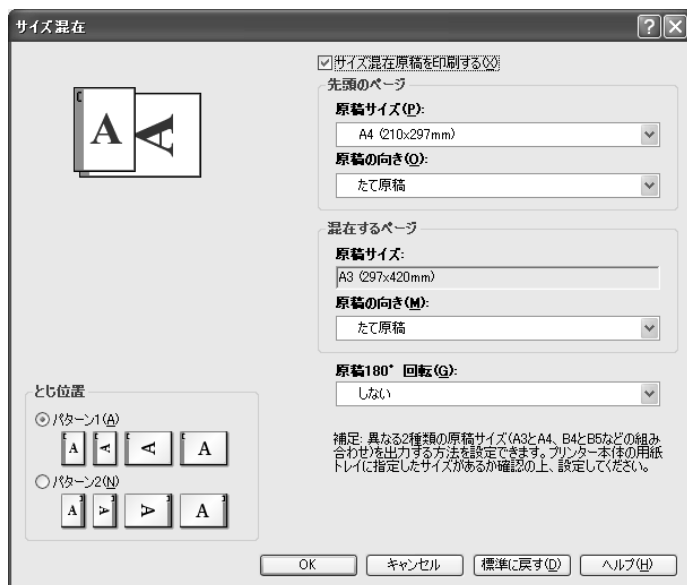 サイズ混在
サイズ混在原稿を印刷する(X)
先頭のページ
原稿サイズ(P):
A4 (210x297mm)
原稿の向き(O):
たて原稿
混在するページ
原稿サイズ:
A3 (297x420mm)
原稿の向き(M):
たて原稿
原稿180°回転(G):
しない
補足: 異なる2種類の原稿サイズ(A3とA4、B4とB5などの組み
合わせ)を出力する方法を設定できます。プリンター本体の用紙
トレイに指定したサイズがあるか確認の上、設定してください。
A A
とじ位置
パターン1(A)
A A A A
パターン2(N)
A A A A
OK キャンセル 標準に戻す(D) ヘルプ(H)